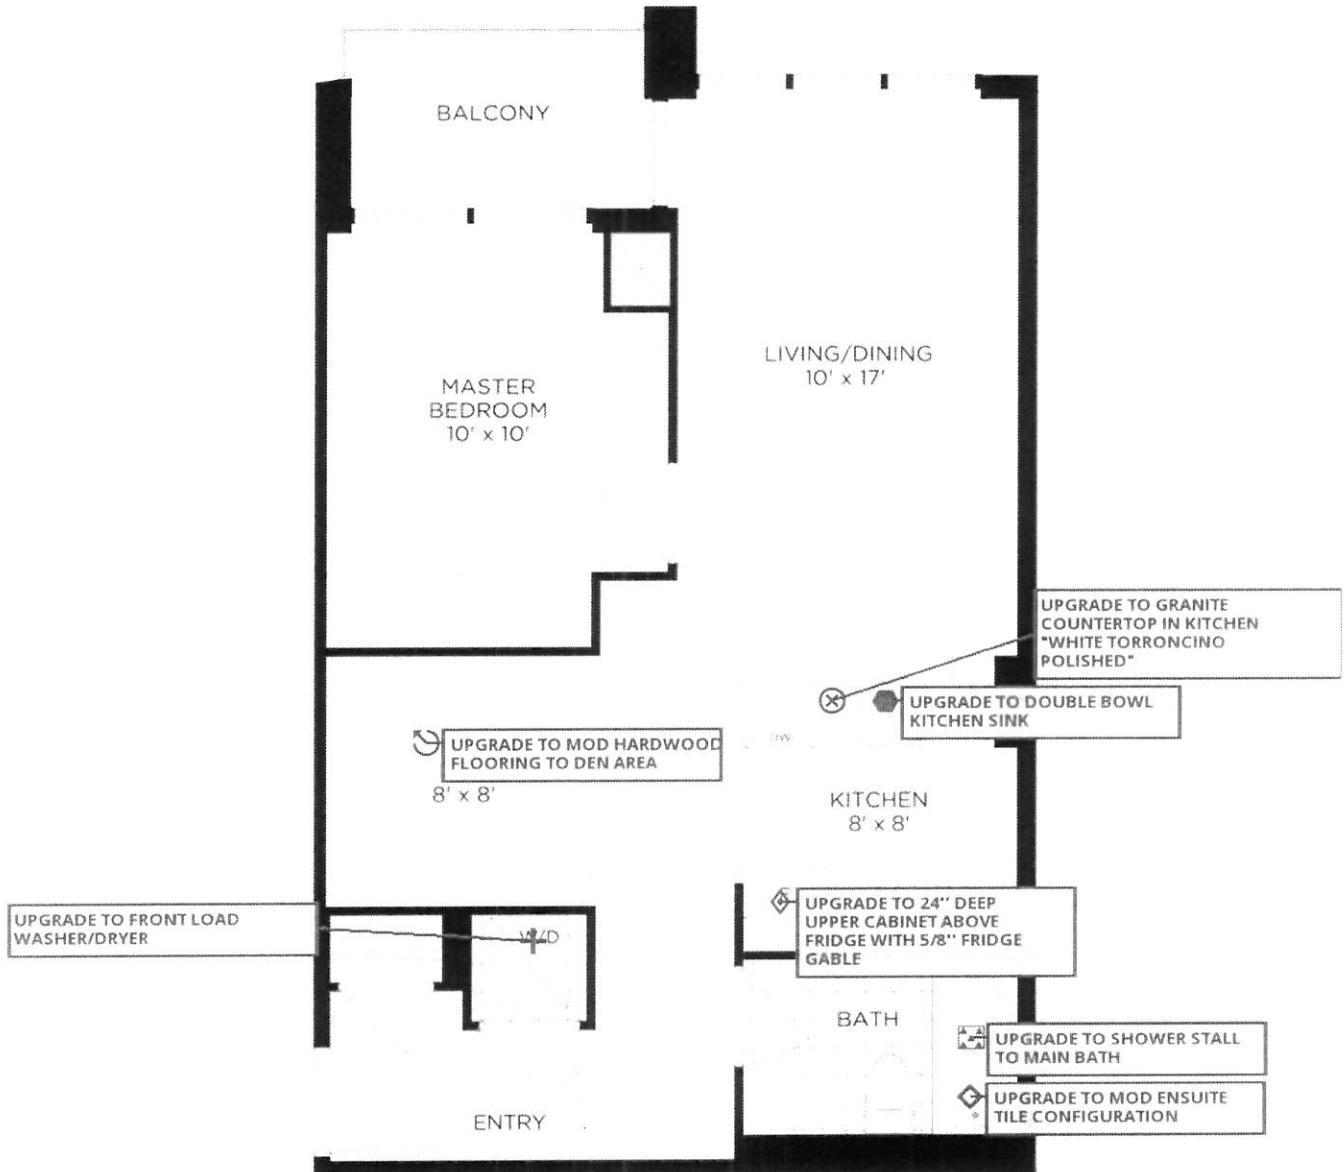 BALCONY
LIVING/DINING
10' x 17'
MASTER
BEDROOM
10' x 10'
UPGRADE TO GRANITE
COUNTERTOP IN KITCHEN
"WHITE TORRONCINO
POLISHED"
UPGRADE TO DOUBLE BOWL
KITCHEN SINK
UPGRADE TO MOD HARDWOOD
FLOORING TO DEN AREA
DW
8' x 8'
KITCHEN
8' x 8'
UPGRADE TO FRONT LOAD
WASHER/DRYER
W/D
UPGRADE TO 24'' DEEP
UPPER CABINET ABOVE
FRIDGE WITH 5/8'' FRIDGE
GABLE
BATH
UPGRADE TO SHOWER STALL
TO MAIN BATH
UPGRADE TO MOD ENSUITE
TILE CONFIGURATION
ENTRY